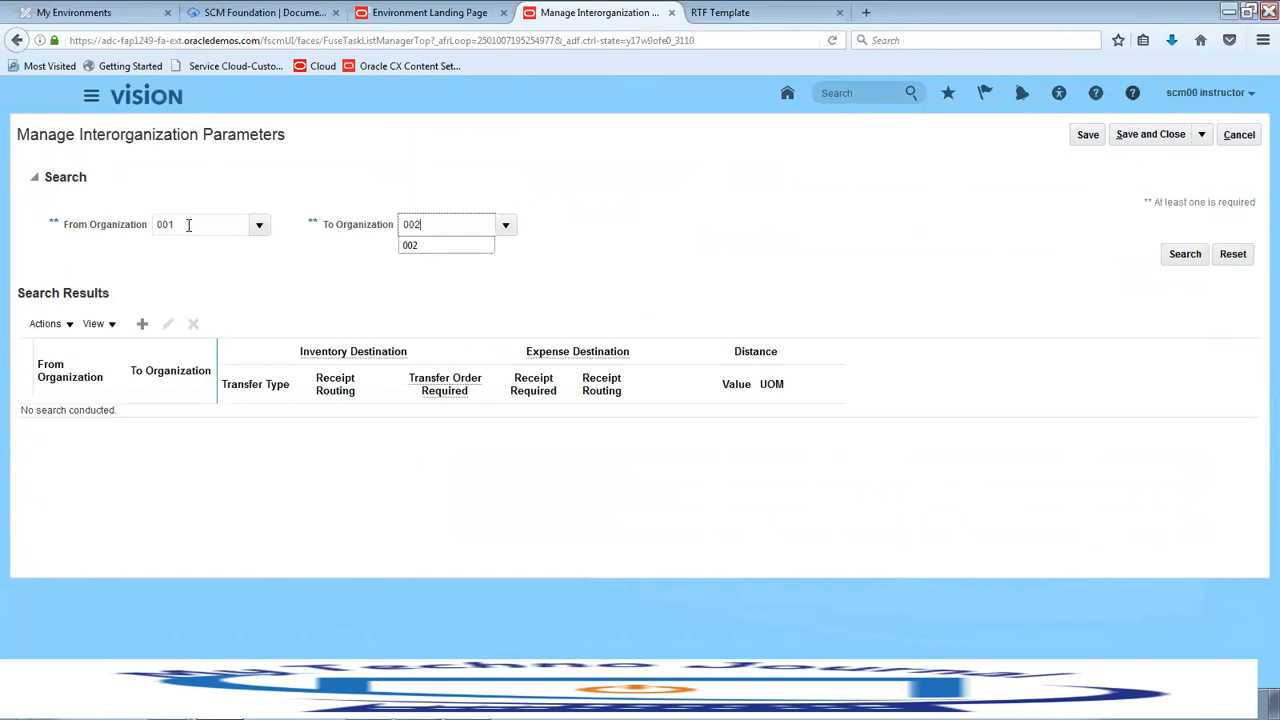 My Environments
SCM Foundation (Docume...
Environment Landing Page
Manage Interorganization ...
RTF Template
https://adc-fap1249-fa-ext.oracledemos.com/fscmUI/faces/FuseTaskListManagerTop?_afrLoop=2501007195254977&_adf.ctrl-state=y17w9ofe0_3110
Search
Most Visited
Getting Started
Service Cloud-Custo...
Cloud
Oracle CX Content Set...
VISION
Search
scm00 instructor
Manage Interorganization Parameters
Save
Save and Close
Cancel
Search
** At least one is required
** From Organization 001
** To Organization 002
002
Search
Reset
Search Results
Actions
View
From Organization
To Organization
Inventory Destination
Expense Destination
Distance
Transfer Type
Receipt Routing
Transfer Order Required
Receipt Required
Receipt Routing
Value
UOM
No search conducted.
Techno Journal